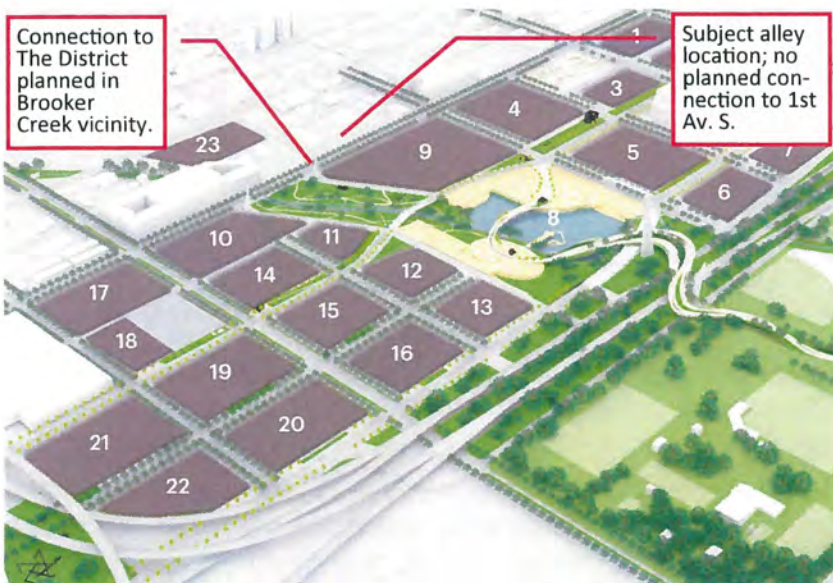 Connection to
The District
planned in
Brooker
Creek vicinity.
Subject alley
location; no
planned con-
nection to 1st
Av. S.
1
3
4
23
9
5
7
6
8
10
11
12
17
14
13
15
18
16
19
20
21
22